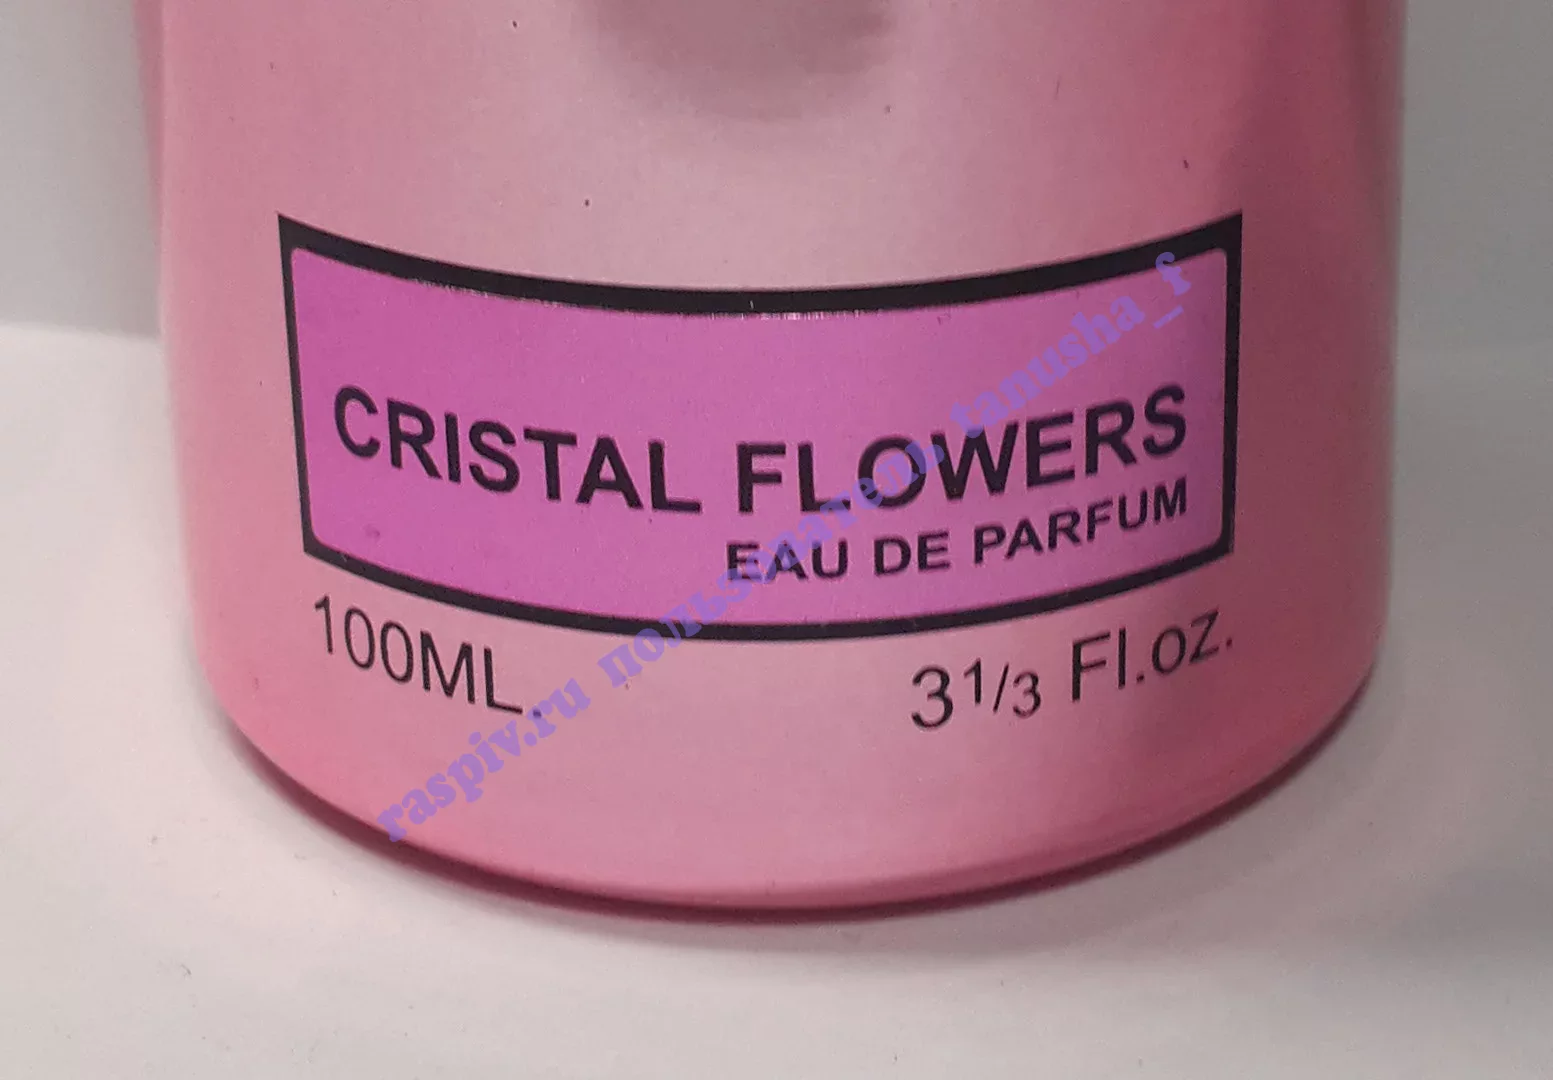 CRISTAL FLOWERS
EAU DE PARFUM
100ML. 3 1/3 Fl.oz.
raspiv.ru пользователь tanusha_f